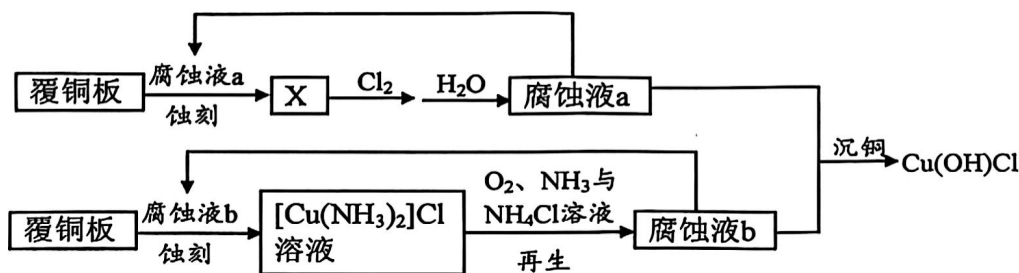 覆铜板
腐蚀液a
蚀刻
X
Cl₂
H₂O
腐蚀液a
沉铜
Cu(OH)Cl
覆铜板
腐蚀液b
蚀刻
[Cu(NH₃)₂]Cl
溶液
O₂、NH₃与
NH₄Cl溶液
再生
腐蚀液b